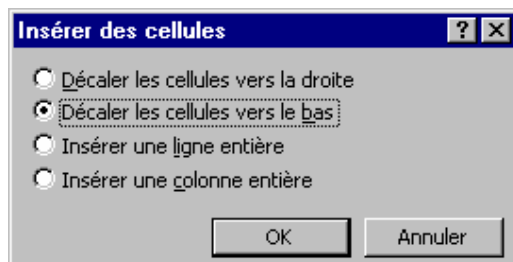 Insérer des cellules
Décaler les cellules vers la droite
Décaler les cellules vers le bas
Insérer une ligne entière
Insérer une colonne entière
OK Annuler